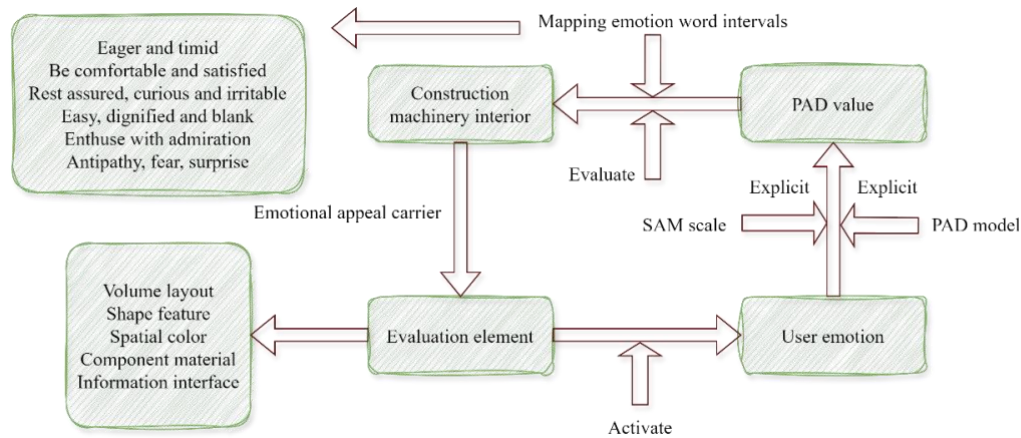 Mapping emotion word intervals
Eager and timid
Be comfortable and satisfied
Rest assured, curious and irritable
Easy, dignified and blank
Enthuse with admiration
Antipathy, fear, surprise
Construction
machinery interior
PAD value
Evaluate
Explicit
Explicit
Emotional appeal carrier
SAM scale
PAD model
Volume layout
Shape feature
Spatial color
Component material
Information interface
Evaluation element
User emotion
Activate